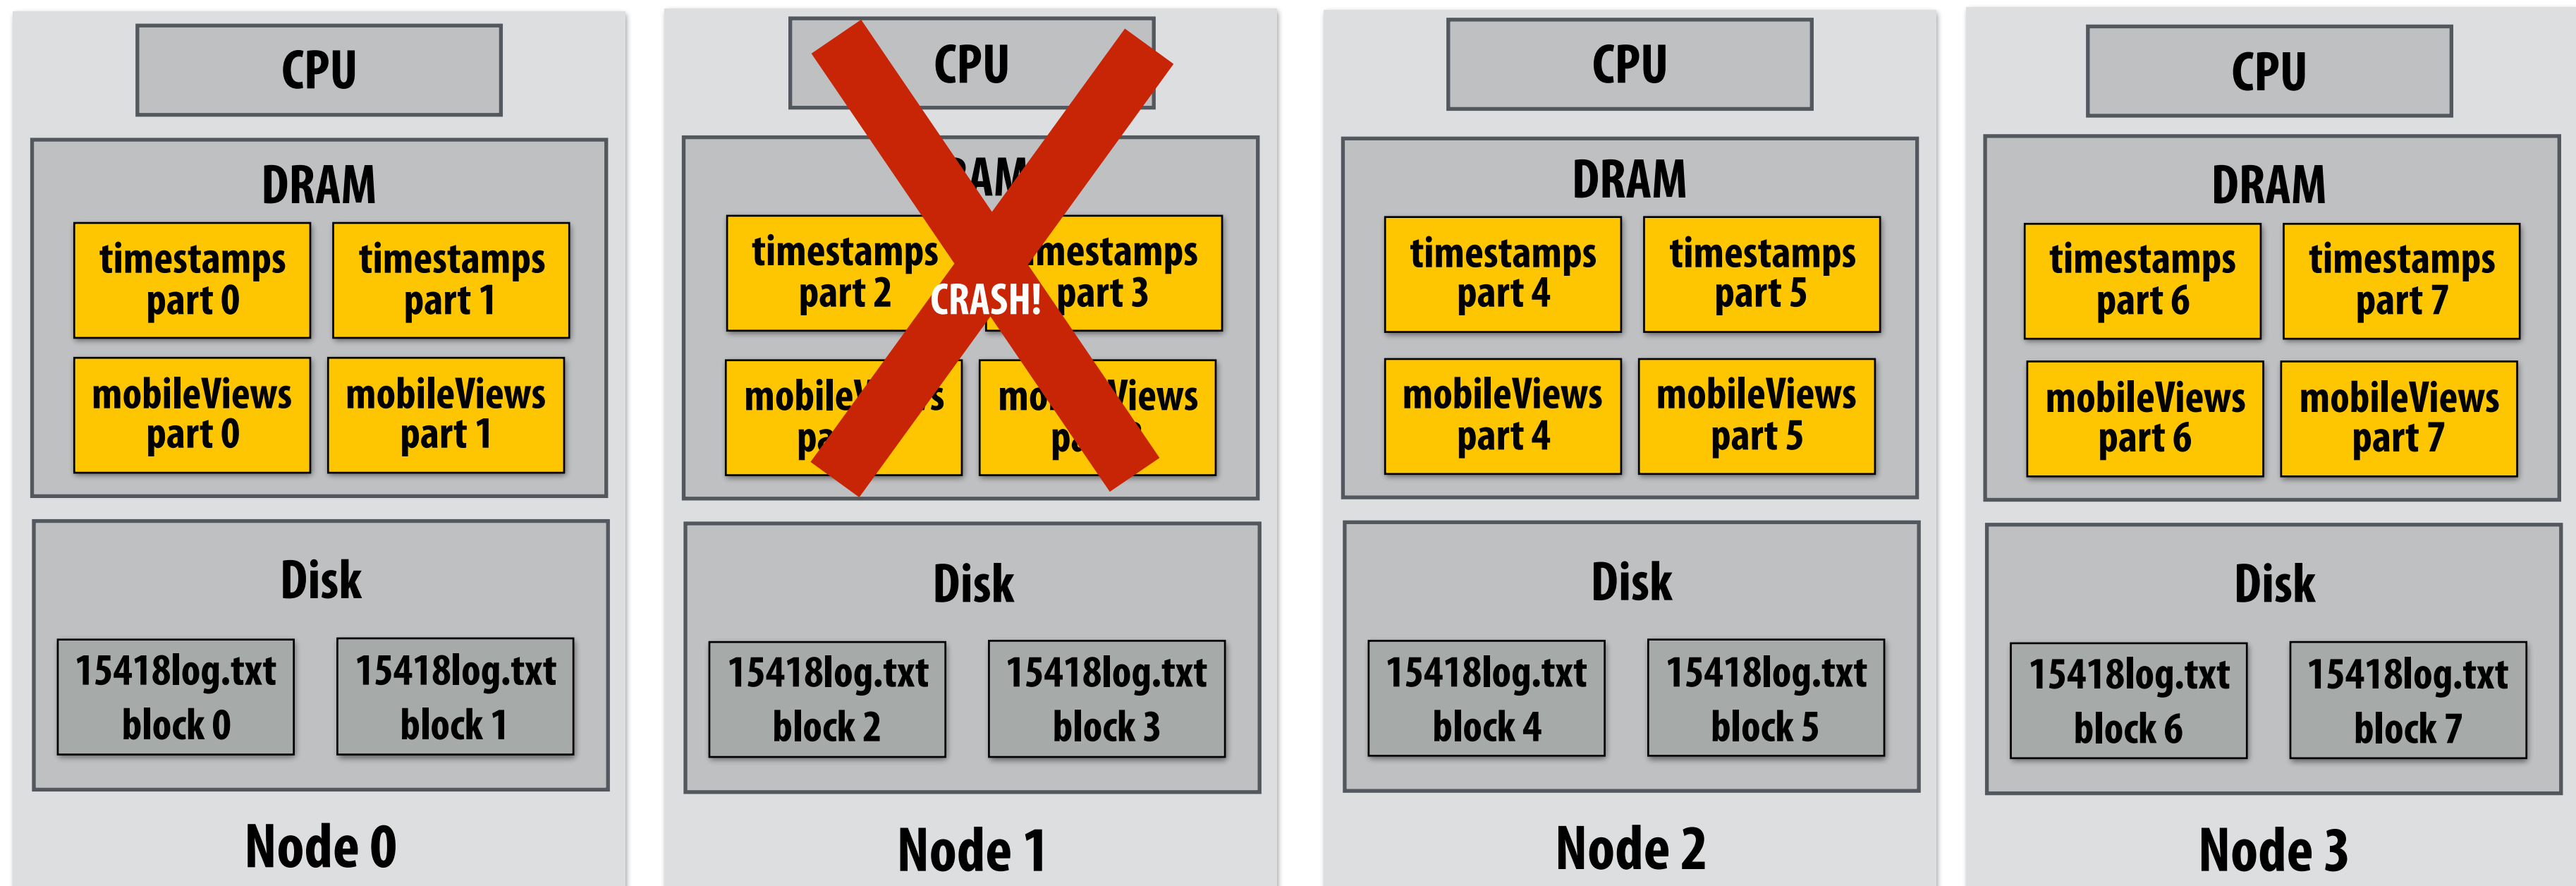 CPU
DRAM
timestamps
part 0
timestamps
part 1
mobileViews
part 0
mobileViews
part 1
Disk
15418log.txt
block 0
15418log.txt
block 1
Node 0
CPU
timestamps
part 2
part 3
CRASH!
Disk
15418log.txt
block 2
15418log.txt
block 3
Node 1
CPU
DRAM
timestamps
part 4
timestamps
part 5
mobileViews
part 4
mobileViews
part 5
Disk
15418log.txt
block 4
15418log.txt
block 5
Node 2
CPU
DRAM
timestamps
part 6
timestamps
part 7
mobileViews
part 6
mobileViews
part 7
Disk
15418log.txt
block 6
15418log.txt
block 7
Node 3